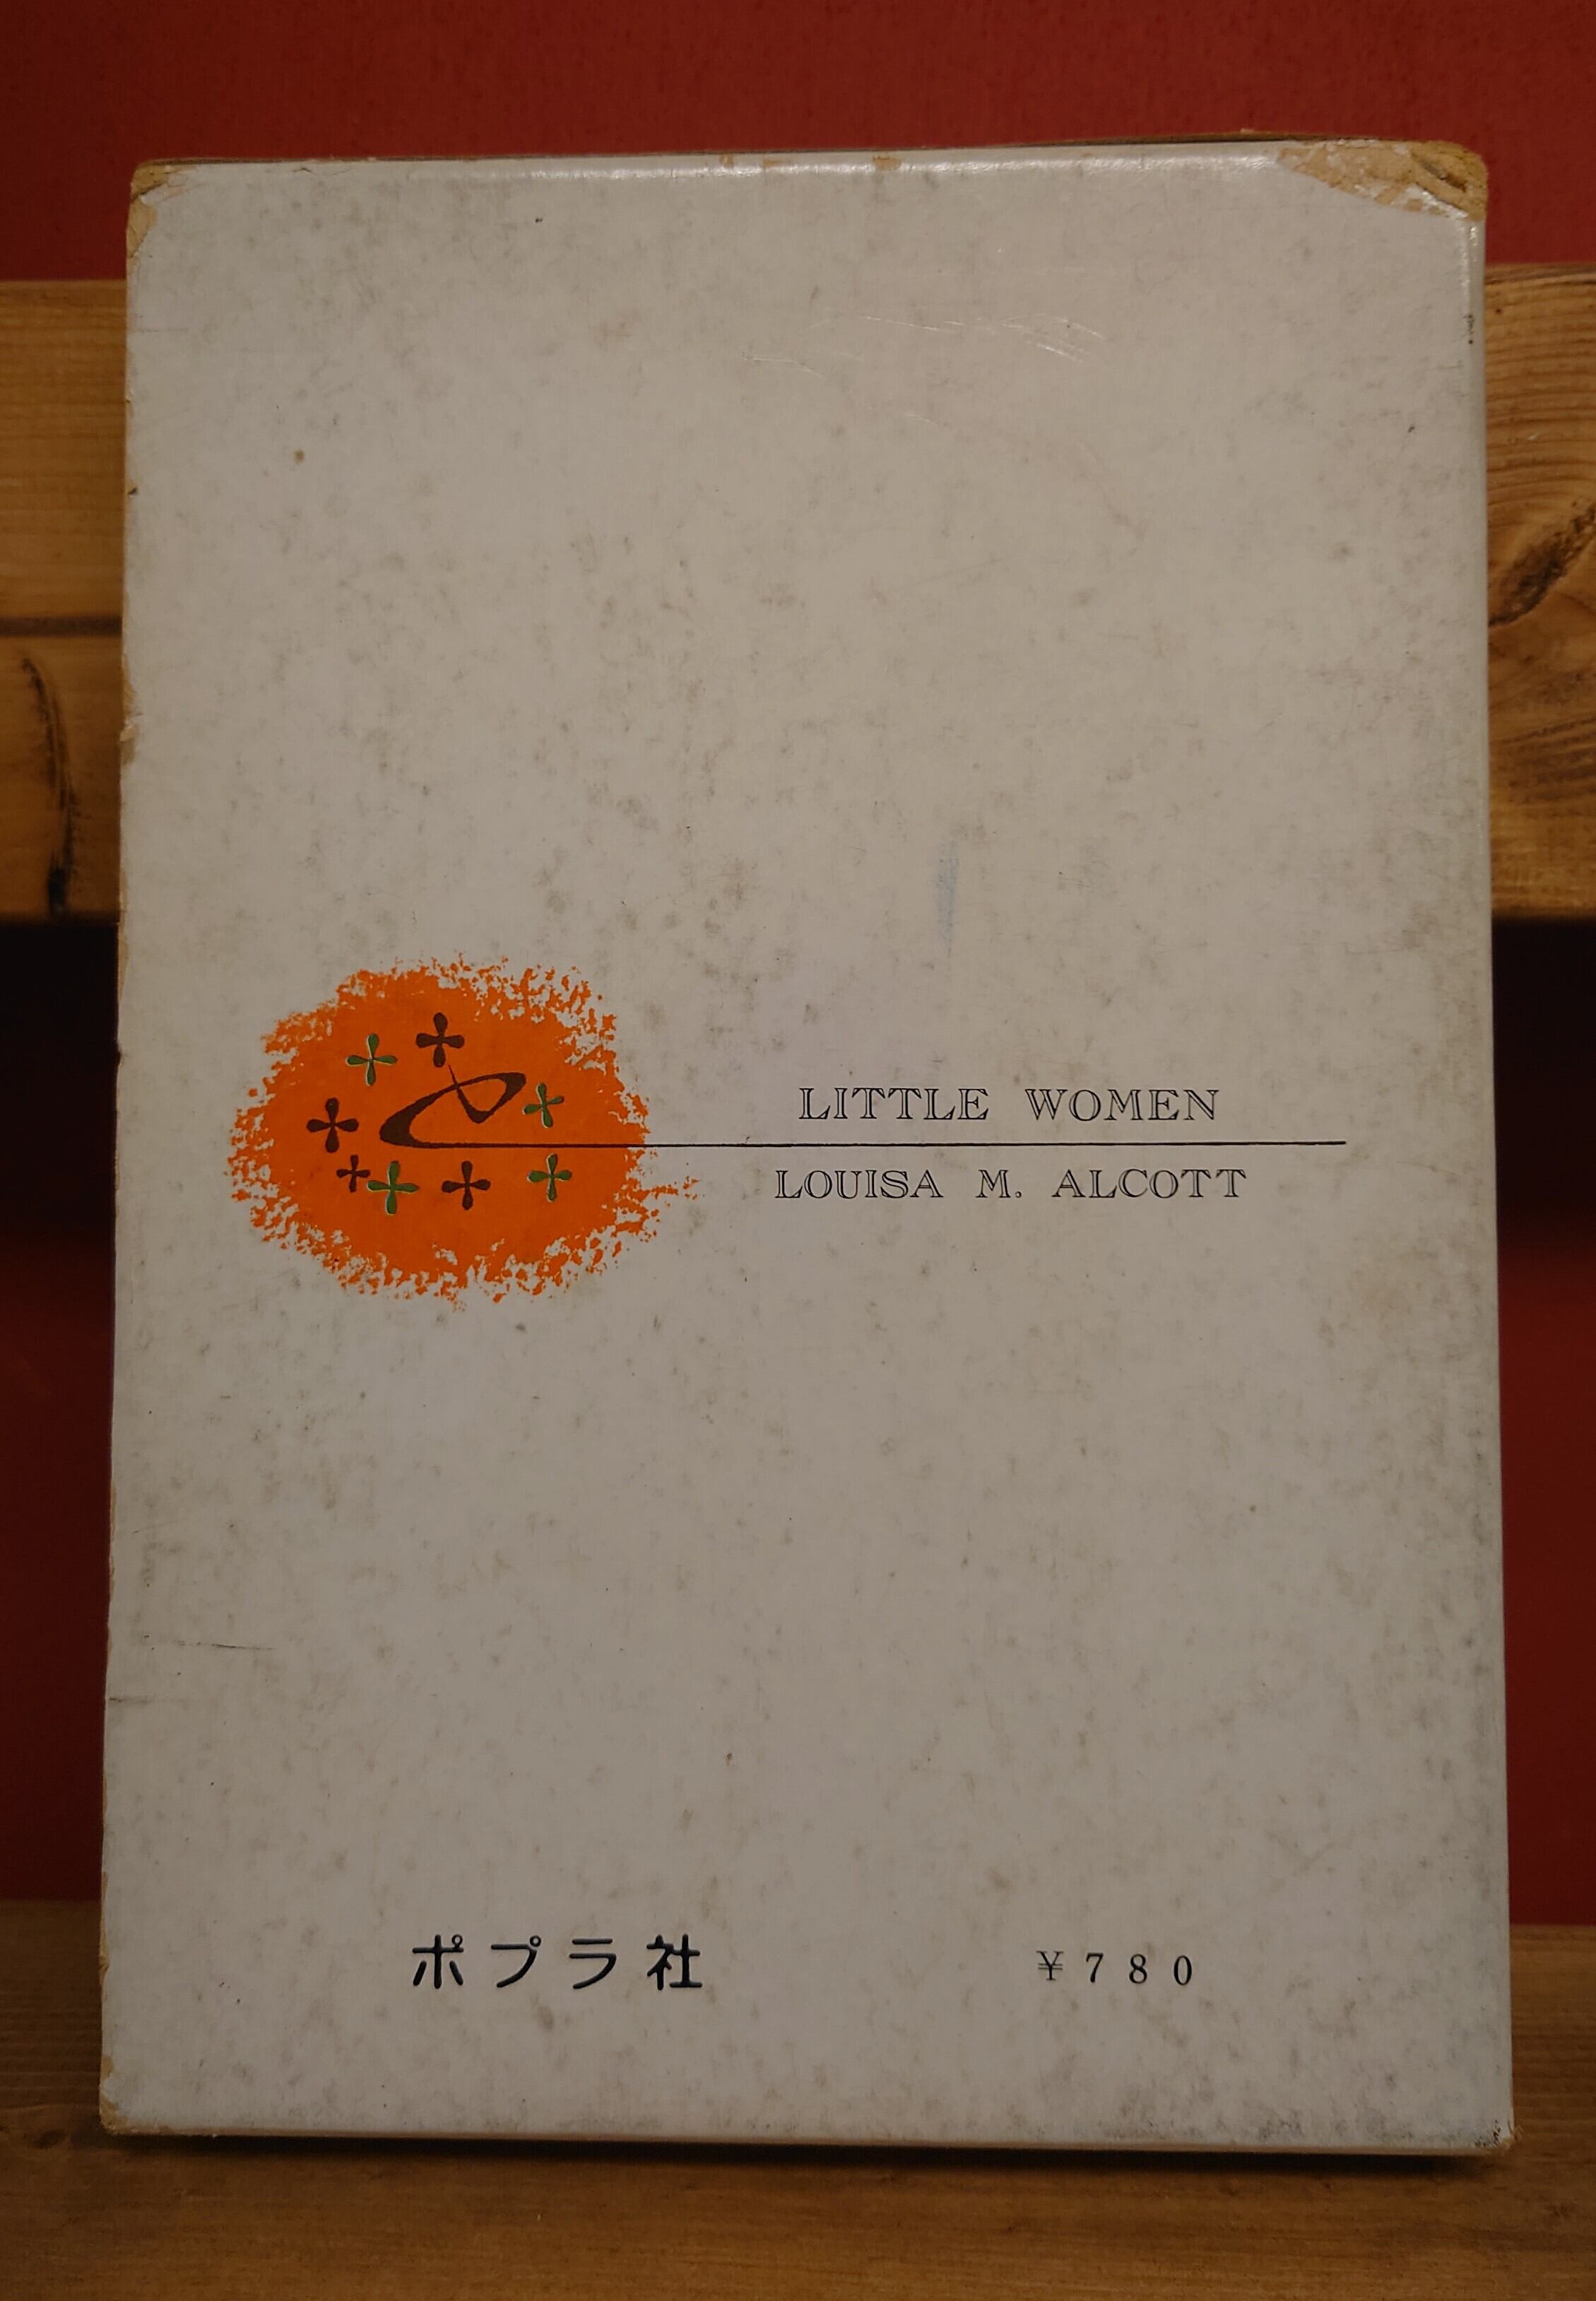 LITTLE WOMEN
LOUISA M. ALCOTT
ポプラ社 ¥780